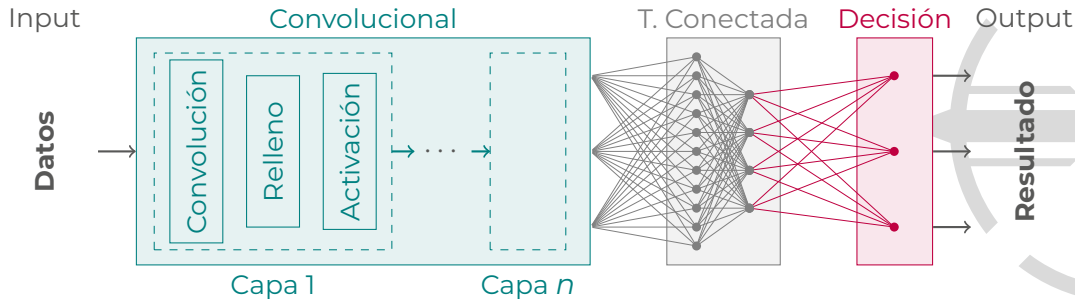 Input
Convolucional
T. Conectada
Decisión
Output
Datos
Convolución
Relleno
Activación
...
Resultado
Capa 1
Capa n